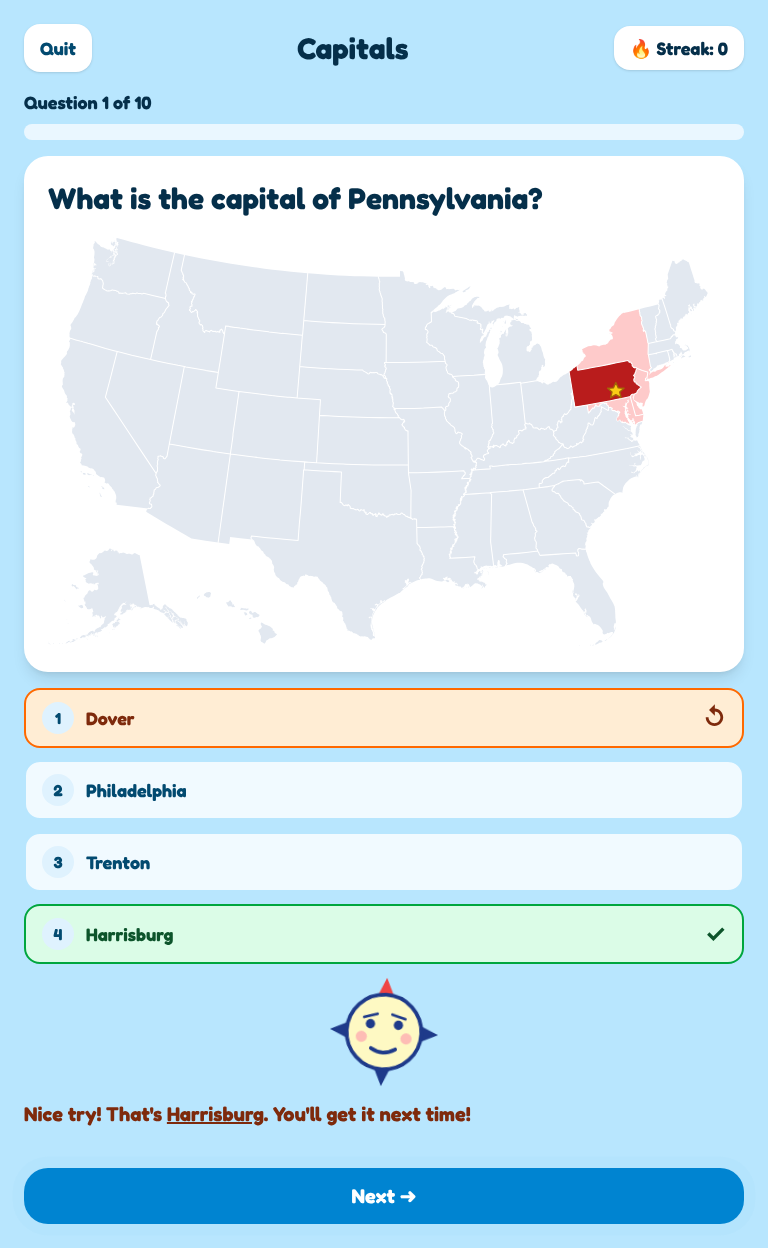 Quit
Capitals
🔥 Streak: 0
Question 1 of 10
What is the capital of Pennsylvania?
1 Dover
2 Philadelphia
3 Trenton
4 Harrisburg
Nice try! That's Harrisburg. You'll get it next time!
Next →